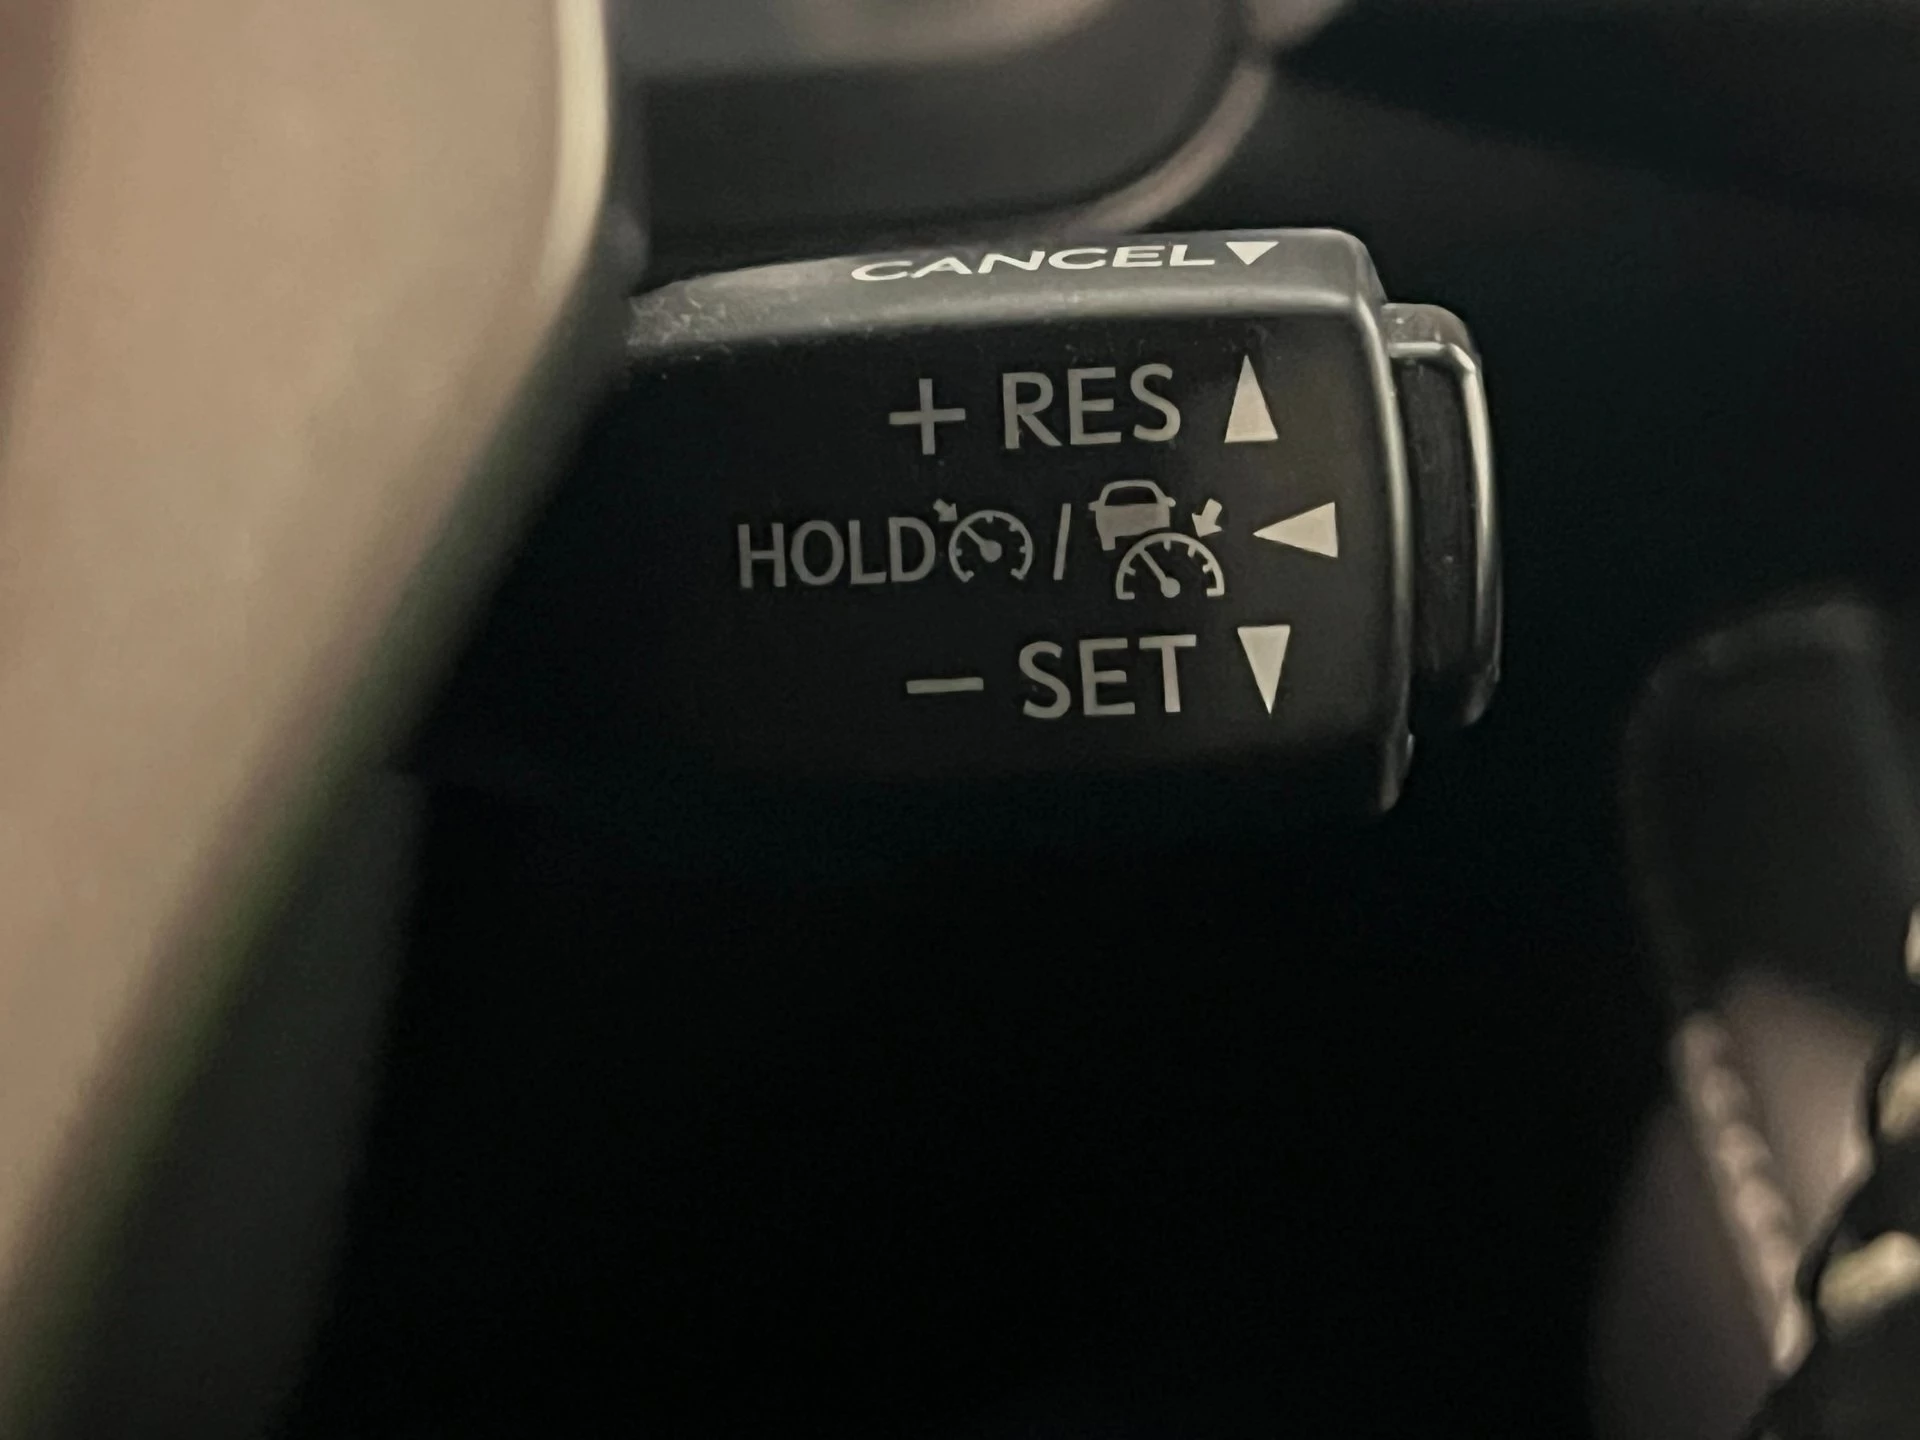 CANCEL▼
+ RES ▲
HOLD / ◀
− SET ▼